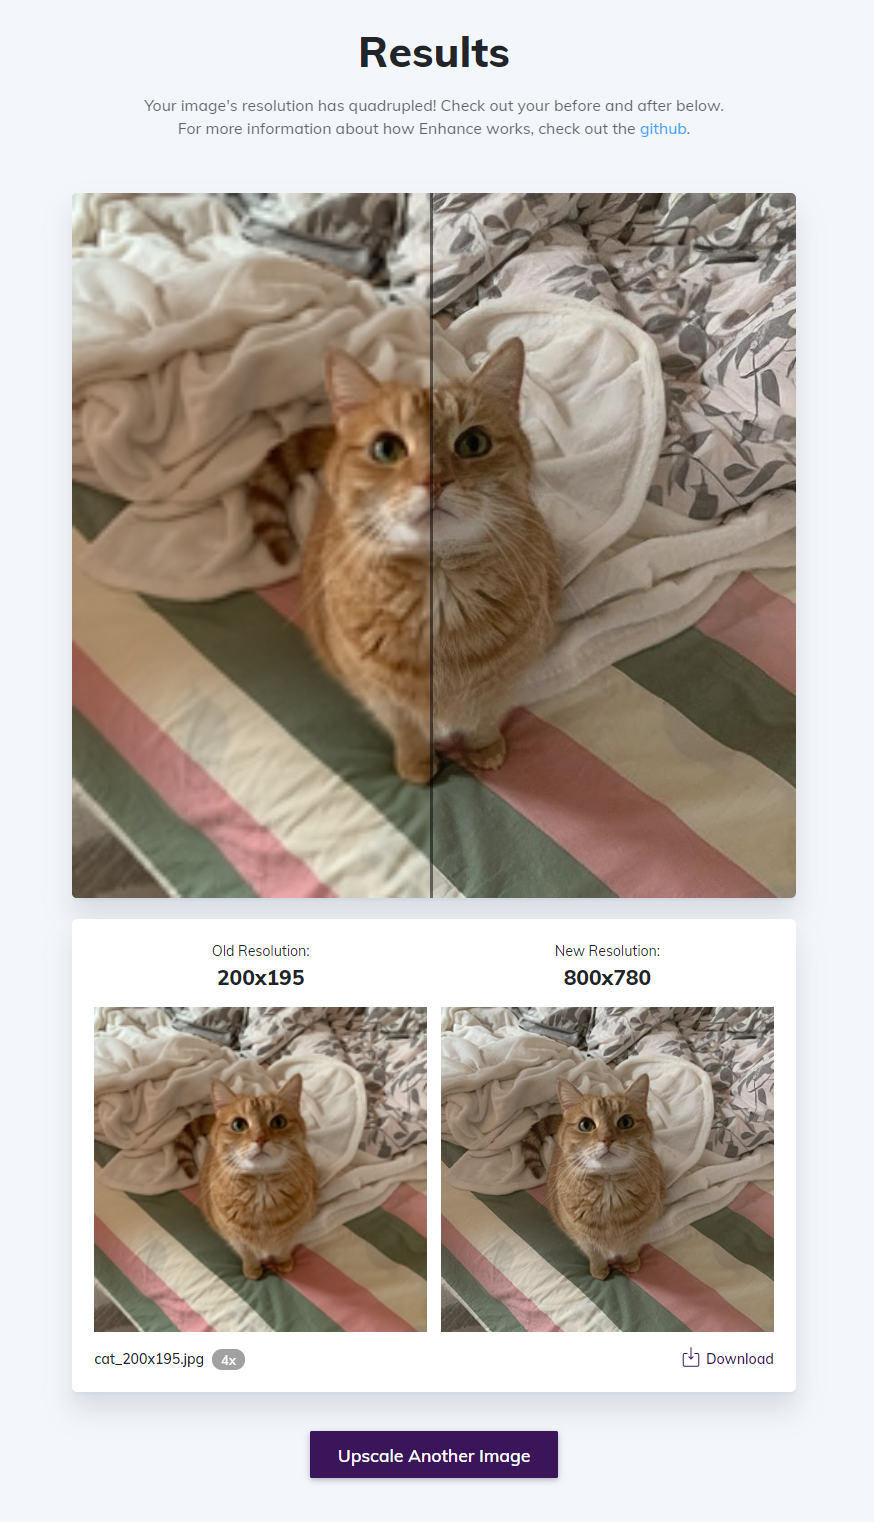 Results
Your image's resolution has quadrupled! Check out your before and after below.
For more information about how Enhance works, check out the github.
Old Resolution:
200x195
New Resolution:
800x780
cat_200x195.jpg 4x
Download
Upscale Another Image